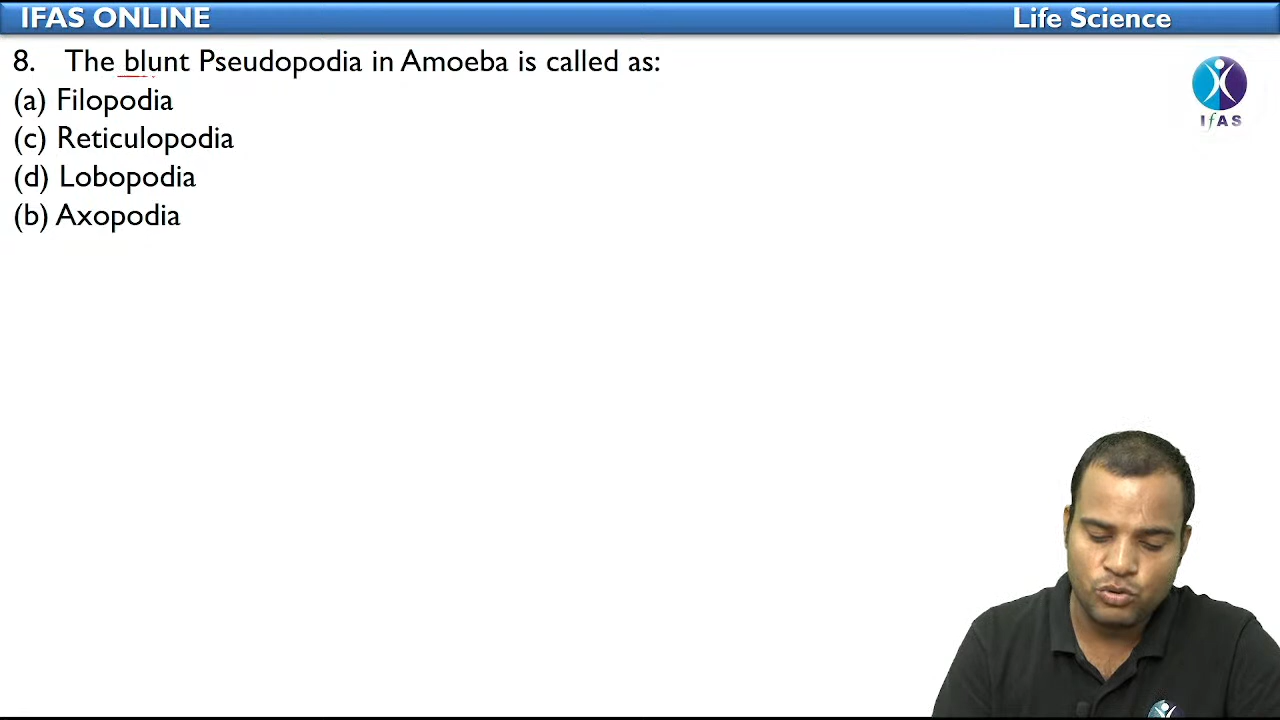 IFAS ONLINE
Life Science
8. The blunt Pseudopodia in Amoeba is called as:
(a) Filopodia
(c) Reticulopodia
(d) Lobopodia
(b) Axopodia
IfAS